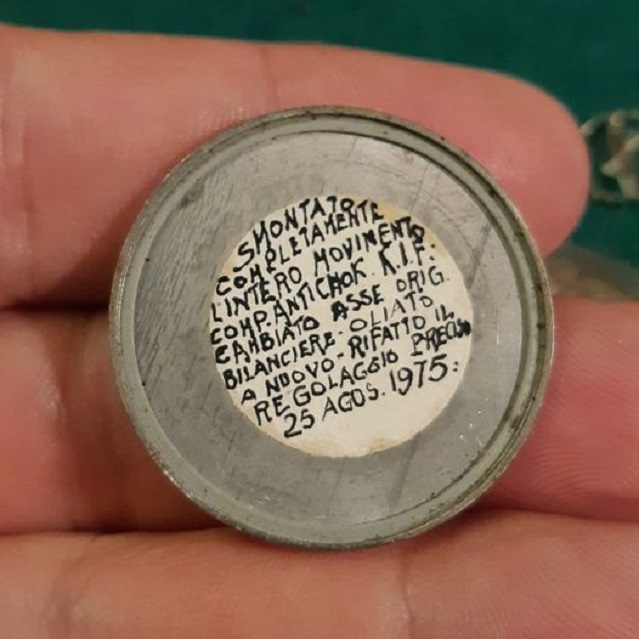 SMONTATO
COMPLETAMENTE
L'INTERO MOVIMENTO
COMP. ANTICHOK. K.I.F.
CAMBIATO ASSE ORIG.
BILANCIERE - OLIATO
A NUOVO - RIFATTO IL
REGOLAGGIO PRECISO
25 AGOS. 1975: